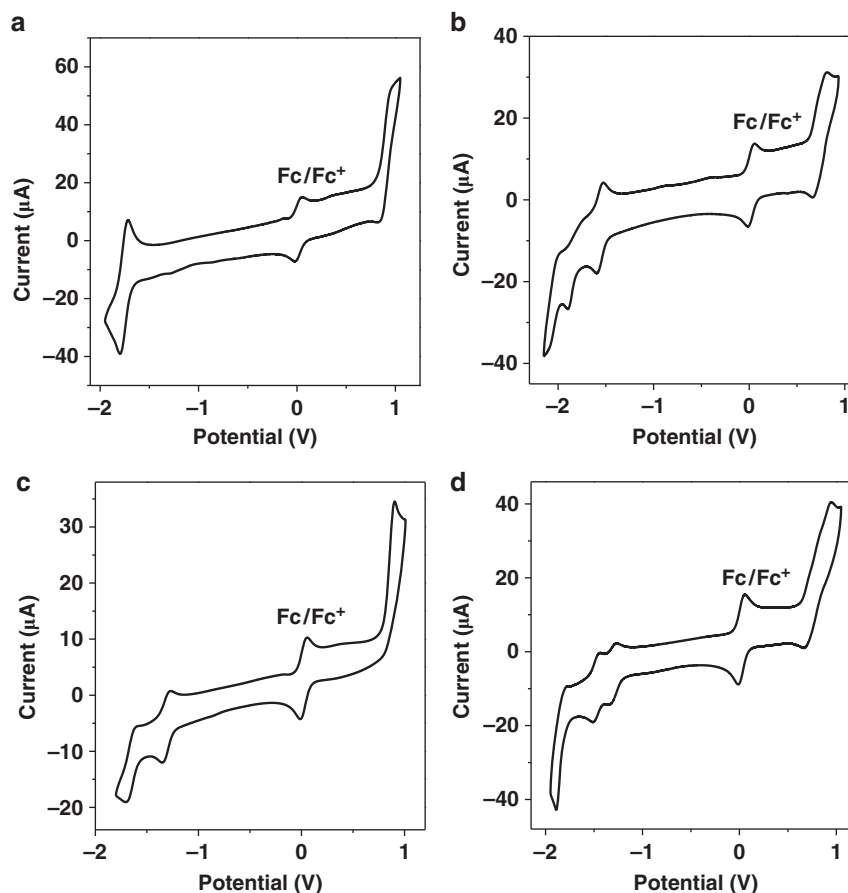 a
60
40
20
0
−20
−40
Current (μA)
Fc/Fc+
−2
−1
0
1
Potential (V)
b
40
20
0
−20
−40
Current (μA)
Fc/Fc+
−2
−1
0
1
Potential (V)
c
30
20
10
0
−10
−20
Current (μA)
Fc/Fc+
−2
−1
0
1
Potential (V)
d
40
20
0
−20
−40
Current (μA)
Fc/Fc+
−2
−1
0
1
Potential (V)